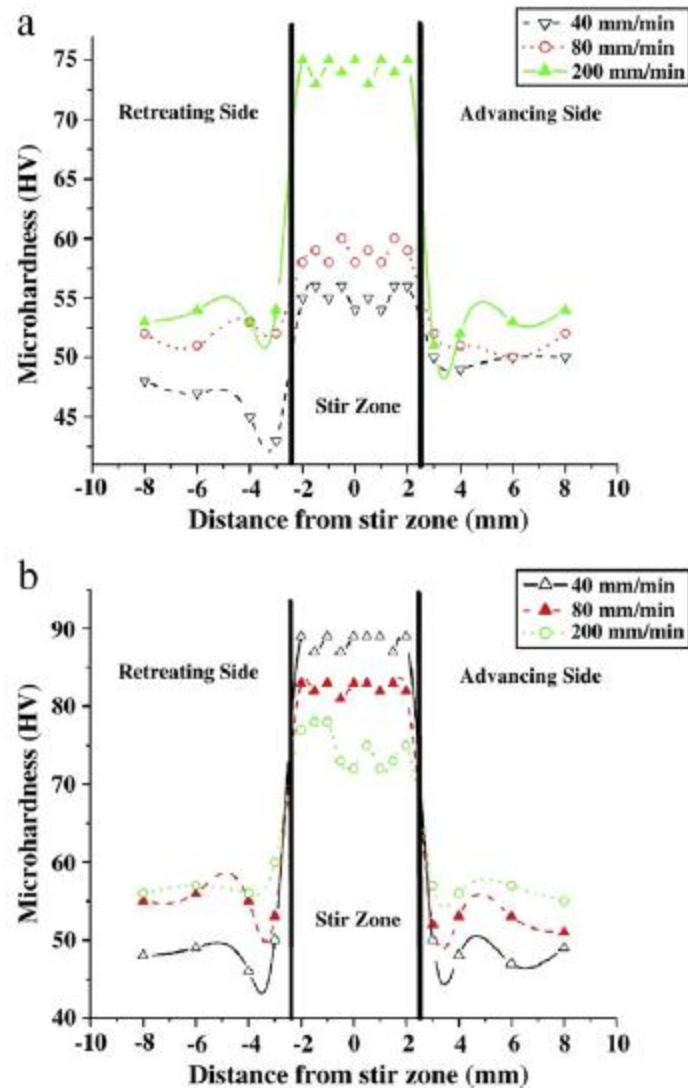 a
40 mm/min
80 mm/min
200 mm/min
75
Retreating Side
Advancing Side
70
65
60
55
50
45
Stir Zone
Microhardness (HV)
-10 -8 -6 -4 -2 0 2 4 6 8 10
Distance from stir zone (mm)
b
40 mm/min
80 mm/min
200 mm/min
90
Retreating Side
Advancing Side
80
70
60
50
40
Stir Zone
Microhardness (HV)
-10 -8 -6 -4 -2 0 2 4 6 8 10
Distance from stir zone (mm)